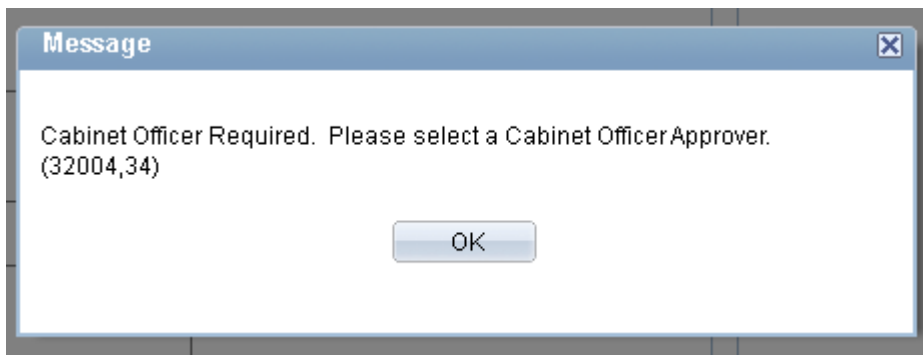 Message
Cabinet Officer Required.  Please select a Cabinet Officer Approver.
(32004,34)
OK